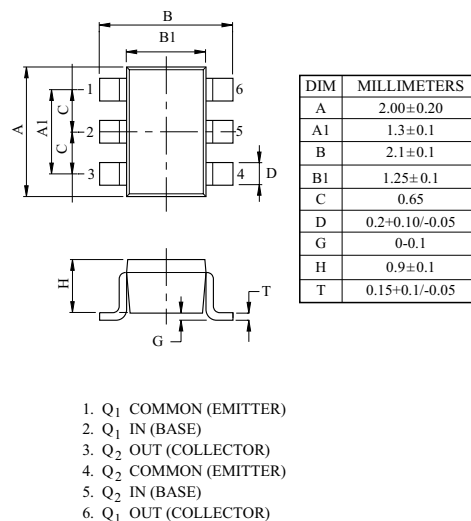 B
B1
1
6
C
A
A1
2
5
C
3
4
D
H
T
G
DIM MILLIMETERS
A 2.00±0.20
A1 1.3±0.1
B 2.1±0.1
B1 1.25±0.1
C 0.65
D 0.2+0.10/-0.05
G 0-0.1
H 0.9±0.1
T 0.15+0.1/-0.05
1. Q1 COMMON (EMITTER)
2. Q1 IN (BASE)
3. Q2 OUT (COLLECTOR)
4. Q2 COMMON (EMITTER)
5. Q2 IN (BASE)
6. Q1 OUT (COLLECTOR)